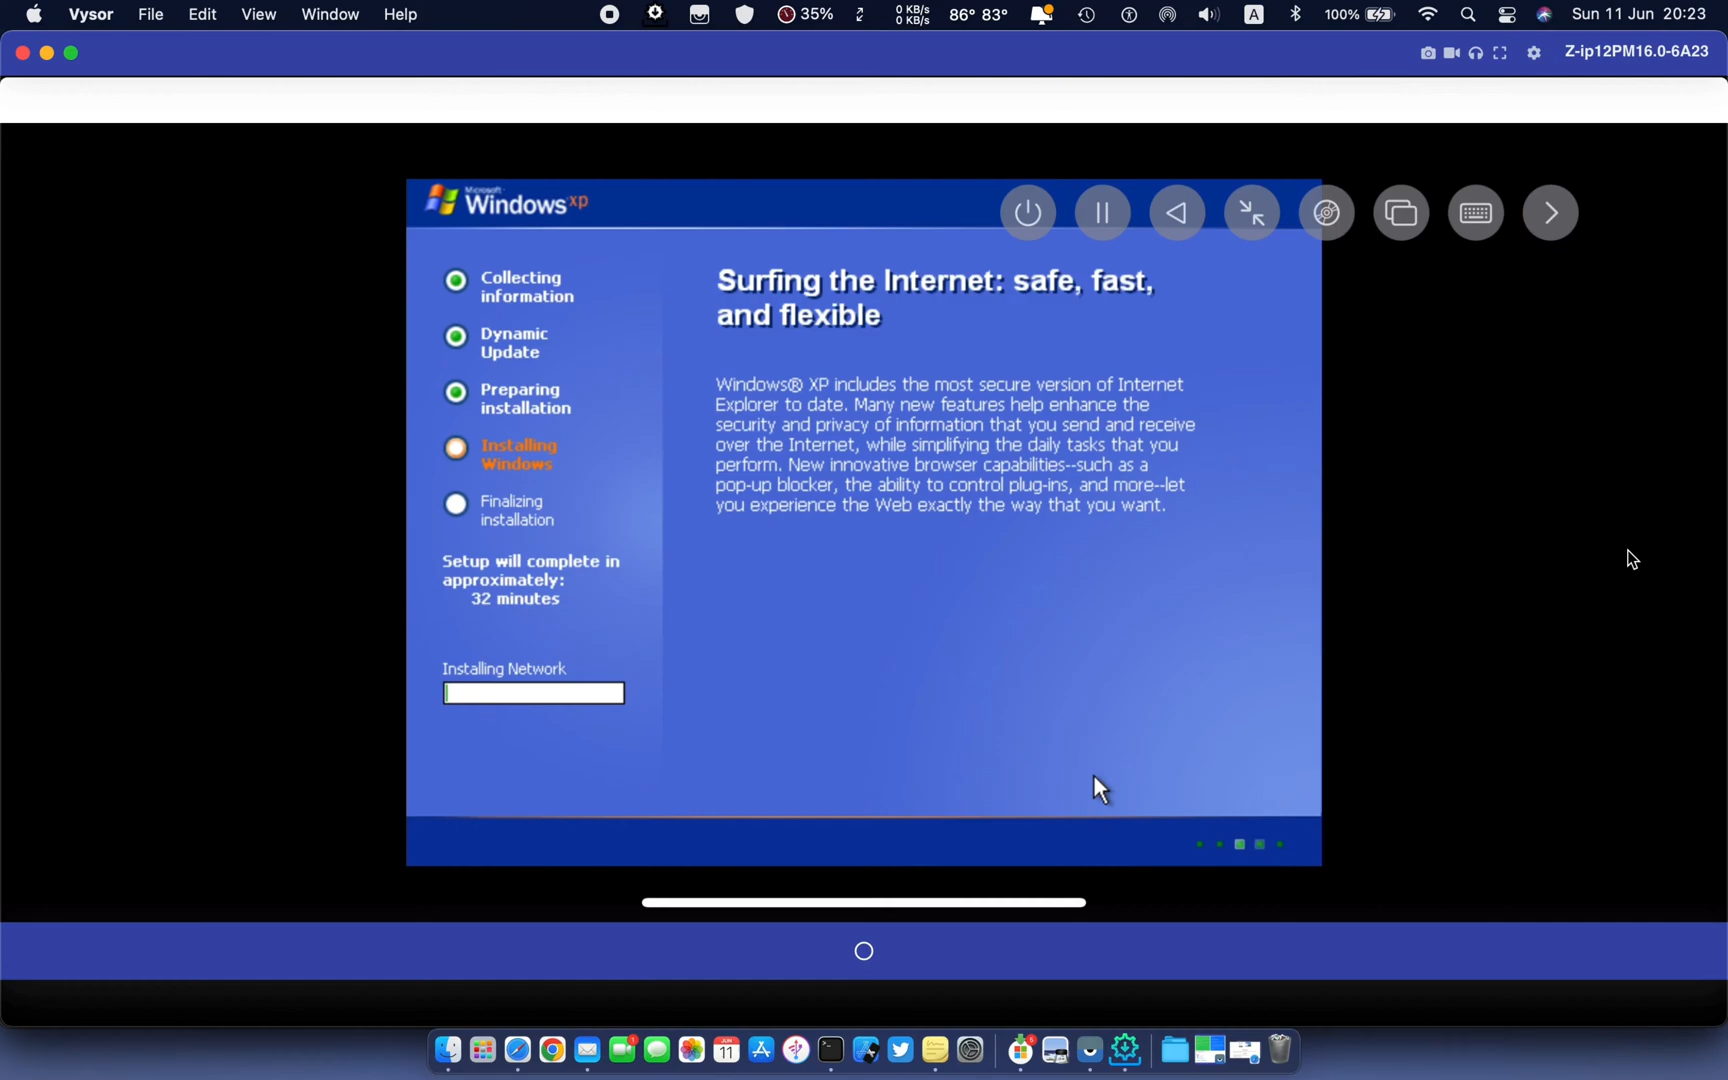 Vysor File Edit View Window Help 35% 0 KB/s 0 KB/s 86° 83° A 100% Sun 11 Jun 20:23
Z-ip12PM16.0-6A23
Microsoft
Windows xp
Collecting
information
Dynamic
Update
Preparing
installation
Installing
Windows
Finalizing
installation
Setup will complete in
approximately:
32 minutes
Installing Network
Surfing the Internet: safe, fast,
and flexible
Windows® XP includes the most secure version of Internet
Explorer to date. Many new features help enhance the
security and privacy of information that you send and receive
over the Internet, while simplifying the daily tasks that you
perform. New innovative browser capabilities--such as a
pop-up blocker, the ability to control plug-ins, and more--let
you experience the Web exactly the way that you want.
1
JUN
11
5